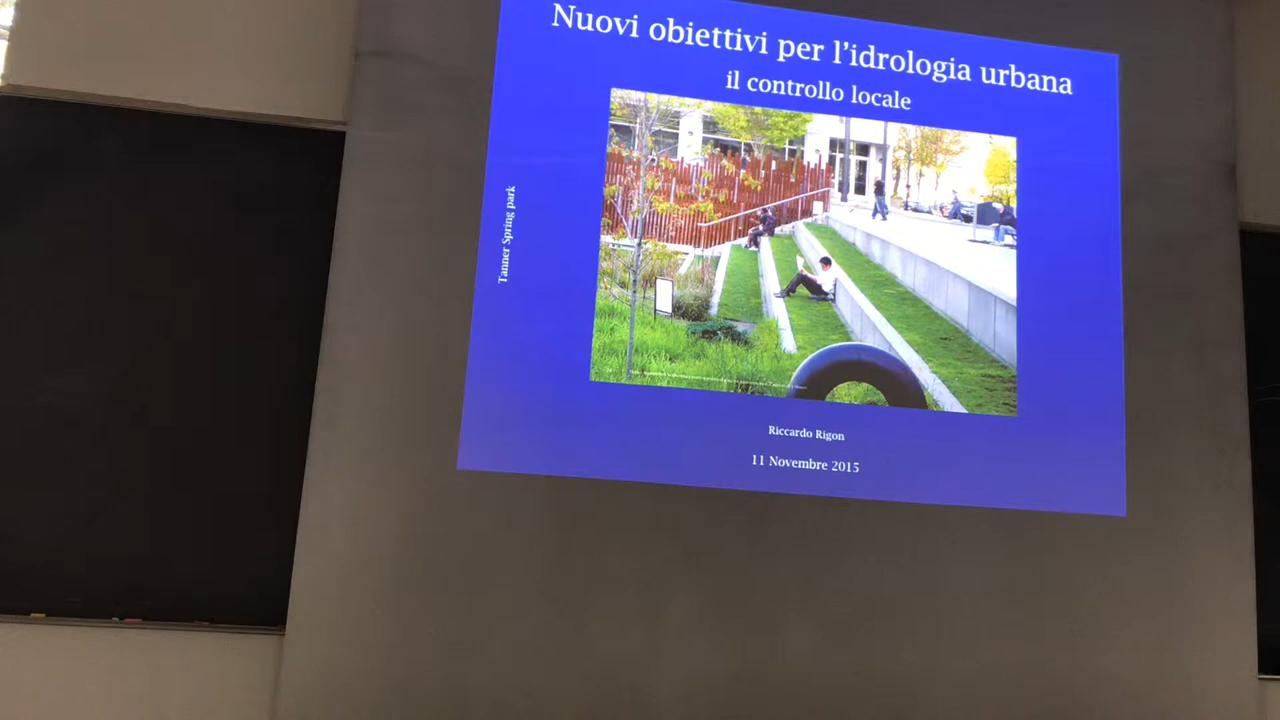 Nuovi obiettivi per l'idrologia urbana
il controllo locale
Tanner Spring park
Riccardo Rigon
11 Novembre 2015